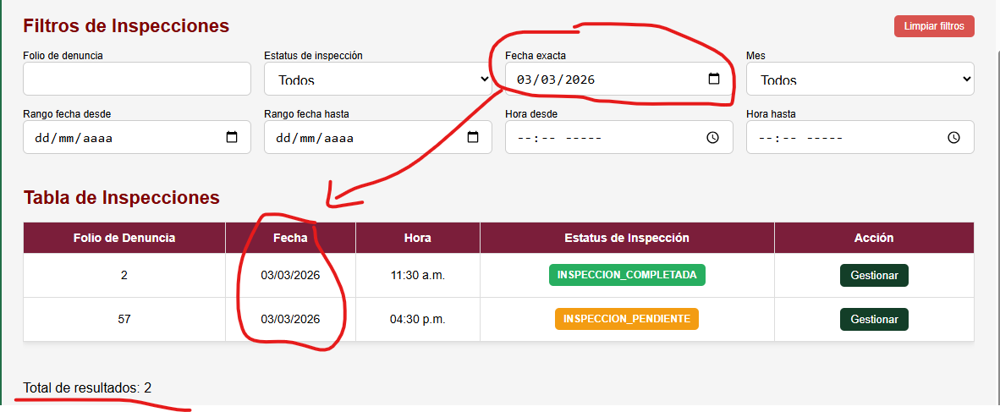 Filtros de Inspecciones
Limpiar filtros
Folio de denuncia Estatus de inspección Fecha exacta Mes
Todos 03/03/2026 Todos
Rango fecha desde Rango fecha hasta Hora desde Hora hasta
dd/mm/aaaa dd/mm/aaaa --:-- ----- --:-- -----
Tabla de Inspecciones
Folio de Denuncia Fecha Hora Estatus de Inspección Acción
2 03/03/2026 11:30 a.m. INSPECCION_COMPLETADA Gestionar
57 03/03/2026 04:30 p.m. INSPECCION_PENDIENTE Gestionar
Total de resultados: 2